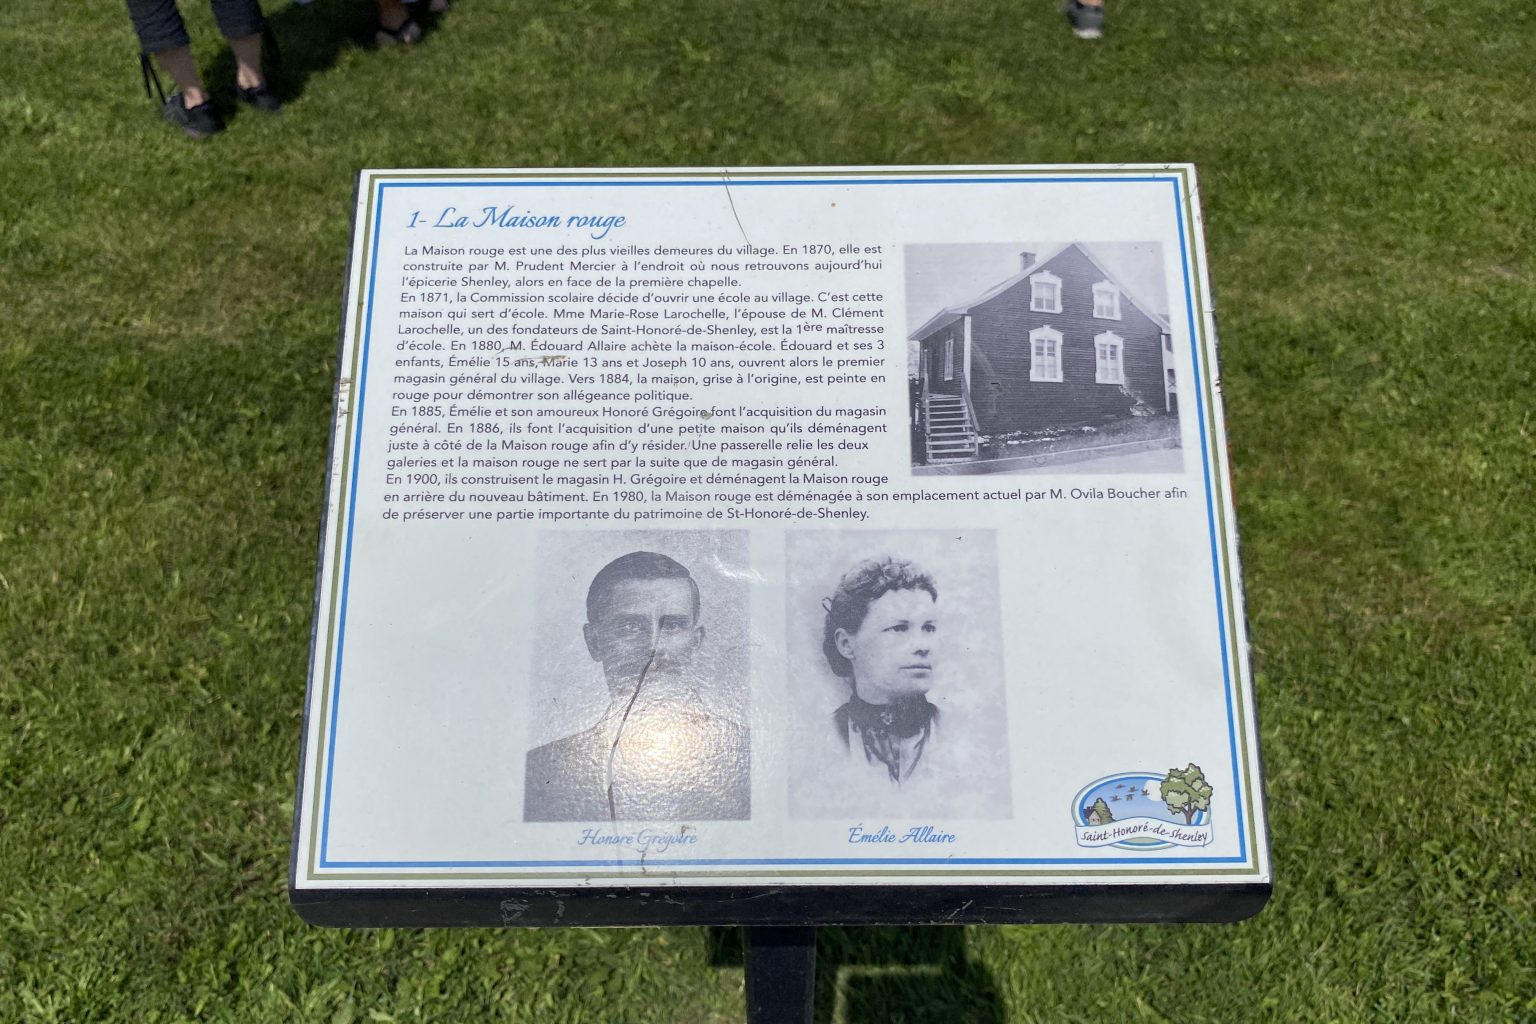 1- La Maison rouge
La Maison rouge est une des plus vieilles demeures du village. En 1870, elle est
construite par M. Prudent Mercier à l'endroit où nous retrouvons aujourd'hui
l'épicerie Shenley, alors en face de la première chapelle.
En 1871, la Commission scolaire décide d'ouvrir une école au village. C'est cette
maison qui sert d'école. Mme Marie-Rose Larochelle, l'épouse de M. Clément
Larochelle, un des fondateurs de Saint-Honoré-de-Shenley, est la 1ère maîtresse
d'école. En 1880, M. Édouard Allaire achète la maison-école. Édouard et ses 3
enfants, Émélie 15 ans, Marie 13 ans et Joseph 10 ans, ouvrent alors le premier
magasin général du village. Vers 1884, la maison, grise à l'origine, est peinte en
rouge pour démontrer son allégeance politique.
En 1885, Émélie et son amoureux Honoré Grégoire font l'acquisition du magasin
général. En 1886, ils font l'acquisition d'une petite maison qu'ils déménagent
juste à côté de la Maison rouge afin d'y résider. Une passerelle relie les deux
galeries et la maison rouge ne sert par la suite que de magasin général.
En 1900, ils construisent le magasin H. Grégoire et déménagent la Maison rouge
en arrière du nouveau bâtiment. En 1980, la Maison rouge est déménagée à son emplacement actuel par M. Ovila Boucher afin
de préserver une partie importante du patrimoine de St-Honoré-de-Shenley.
Honoré Grégoire
Émélie Allaire
Saint-Honoré-de-Shenley